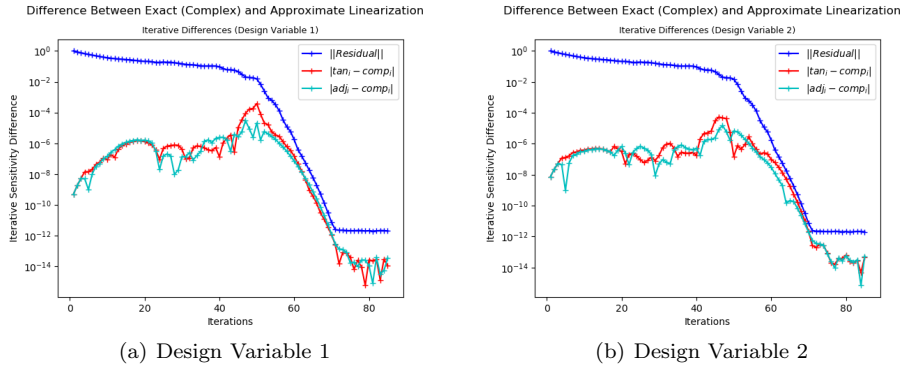 Difference Between Exact (Complex) and Approximate Linearization
Iterative Differences (Design Variable 1)
Iterative Sensitivity Difference
10^0
10^-2
10^-4
10^-6
10^-8
10^-10
10^-12
10^-14
||Residual||
|tan_i − comp_i|
|adj_i − comp_i|
0
20
40
60
80
Iterations
(a) Design Variable 1
Difference Between Exact (Complex) and Approximate Linearization
Iterative Differences (Design Variable 2)
Iterative Sensitivity Difference
10^0
10^-2
10^-4
10^-6
10^-8
10^-10
10^-12
10^-14
||Residual||
|tan_i − comp_i|
|adj_i − comp_i|
0
20
40
60
80
Iterations
(b) Design Variable 2